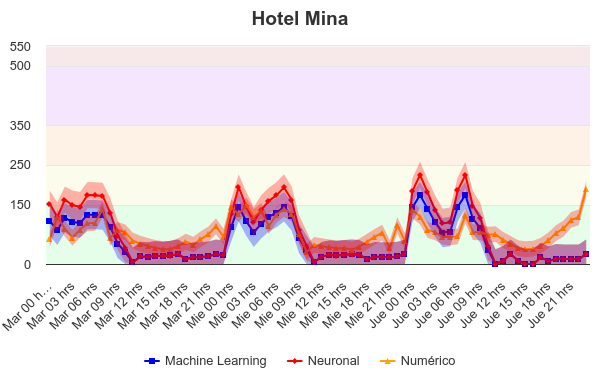 Hotel Mina
550
500
350
250
150
0
Mar 00 h...
Mar 03 hrs
Mar 06 hrs
Mar 09 hrs
Mar 12 hrs
Mar 15 hrs
Mar 18 hrs
Mar 21 hrs
Mie 00 hrs
Mie 03 hrs
Mie 06 hrs
Mie 09 hrs
Mie 12 hrs
Mie 15 hrs
Mie 18 hrs
Mie 21 hrs
Jue 00 hrs
Jue 03 hrs
Jue 06 hrs
Jue 09 hrs
Jue 12 hrs
Jue 15 hrs
Jue 18 hrs
Jue 21 hrs
Machine Learning Neuronal Numérico